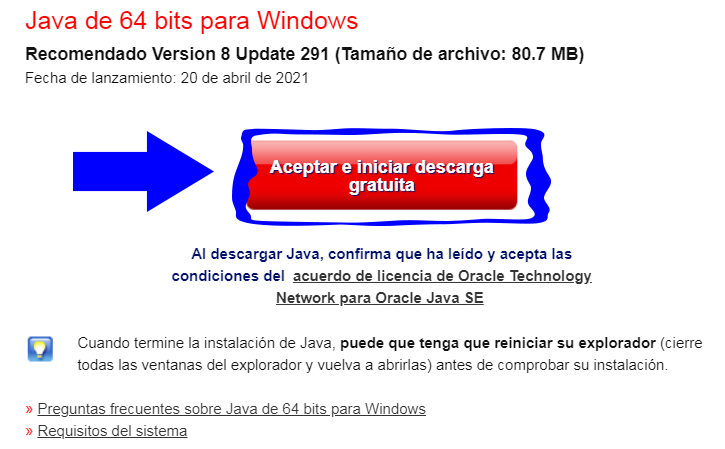 Java de 64 bits para Windows
Recomendado Version 8 Update 291 (Tamaño de archivo: 80.7 MB)
Fecha de lanzamiento: 20 de abril de 2021
Aceptar e iniciar descarga
gratuita
Al descargar Java, confirma que ha leído y acepta las
condiciones del acuerdo de licencia de Oracle Technology
Network para Oracle Java SE
Cuando termine la instalación de Java, puede que tenga que reiniciar su explorador (cierre
todas las ventanas del explorador y vuelva a abrirlas) antes de comprobar su instalación.
» Preguntas frecuentes sobre Java de 64 bits para Windows
» Requisitos del sistema